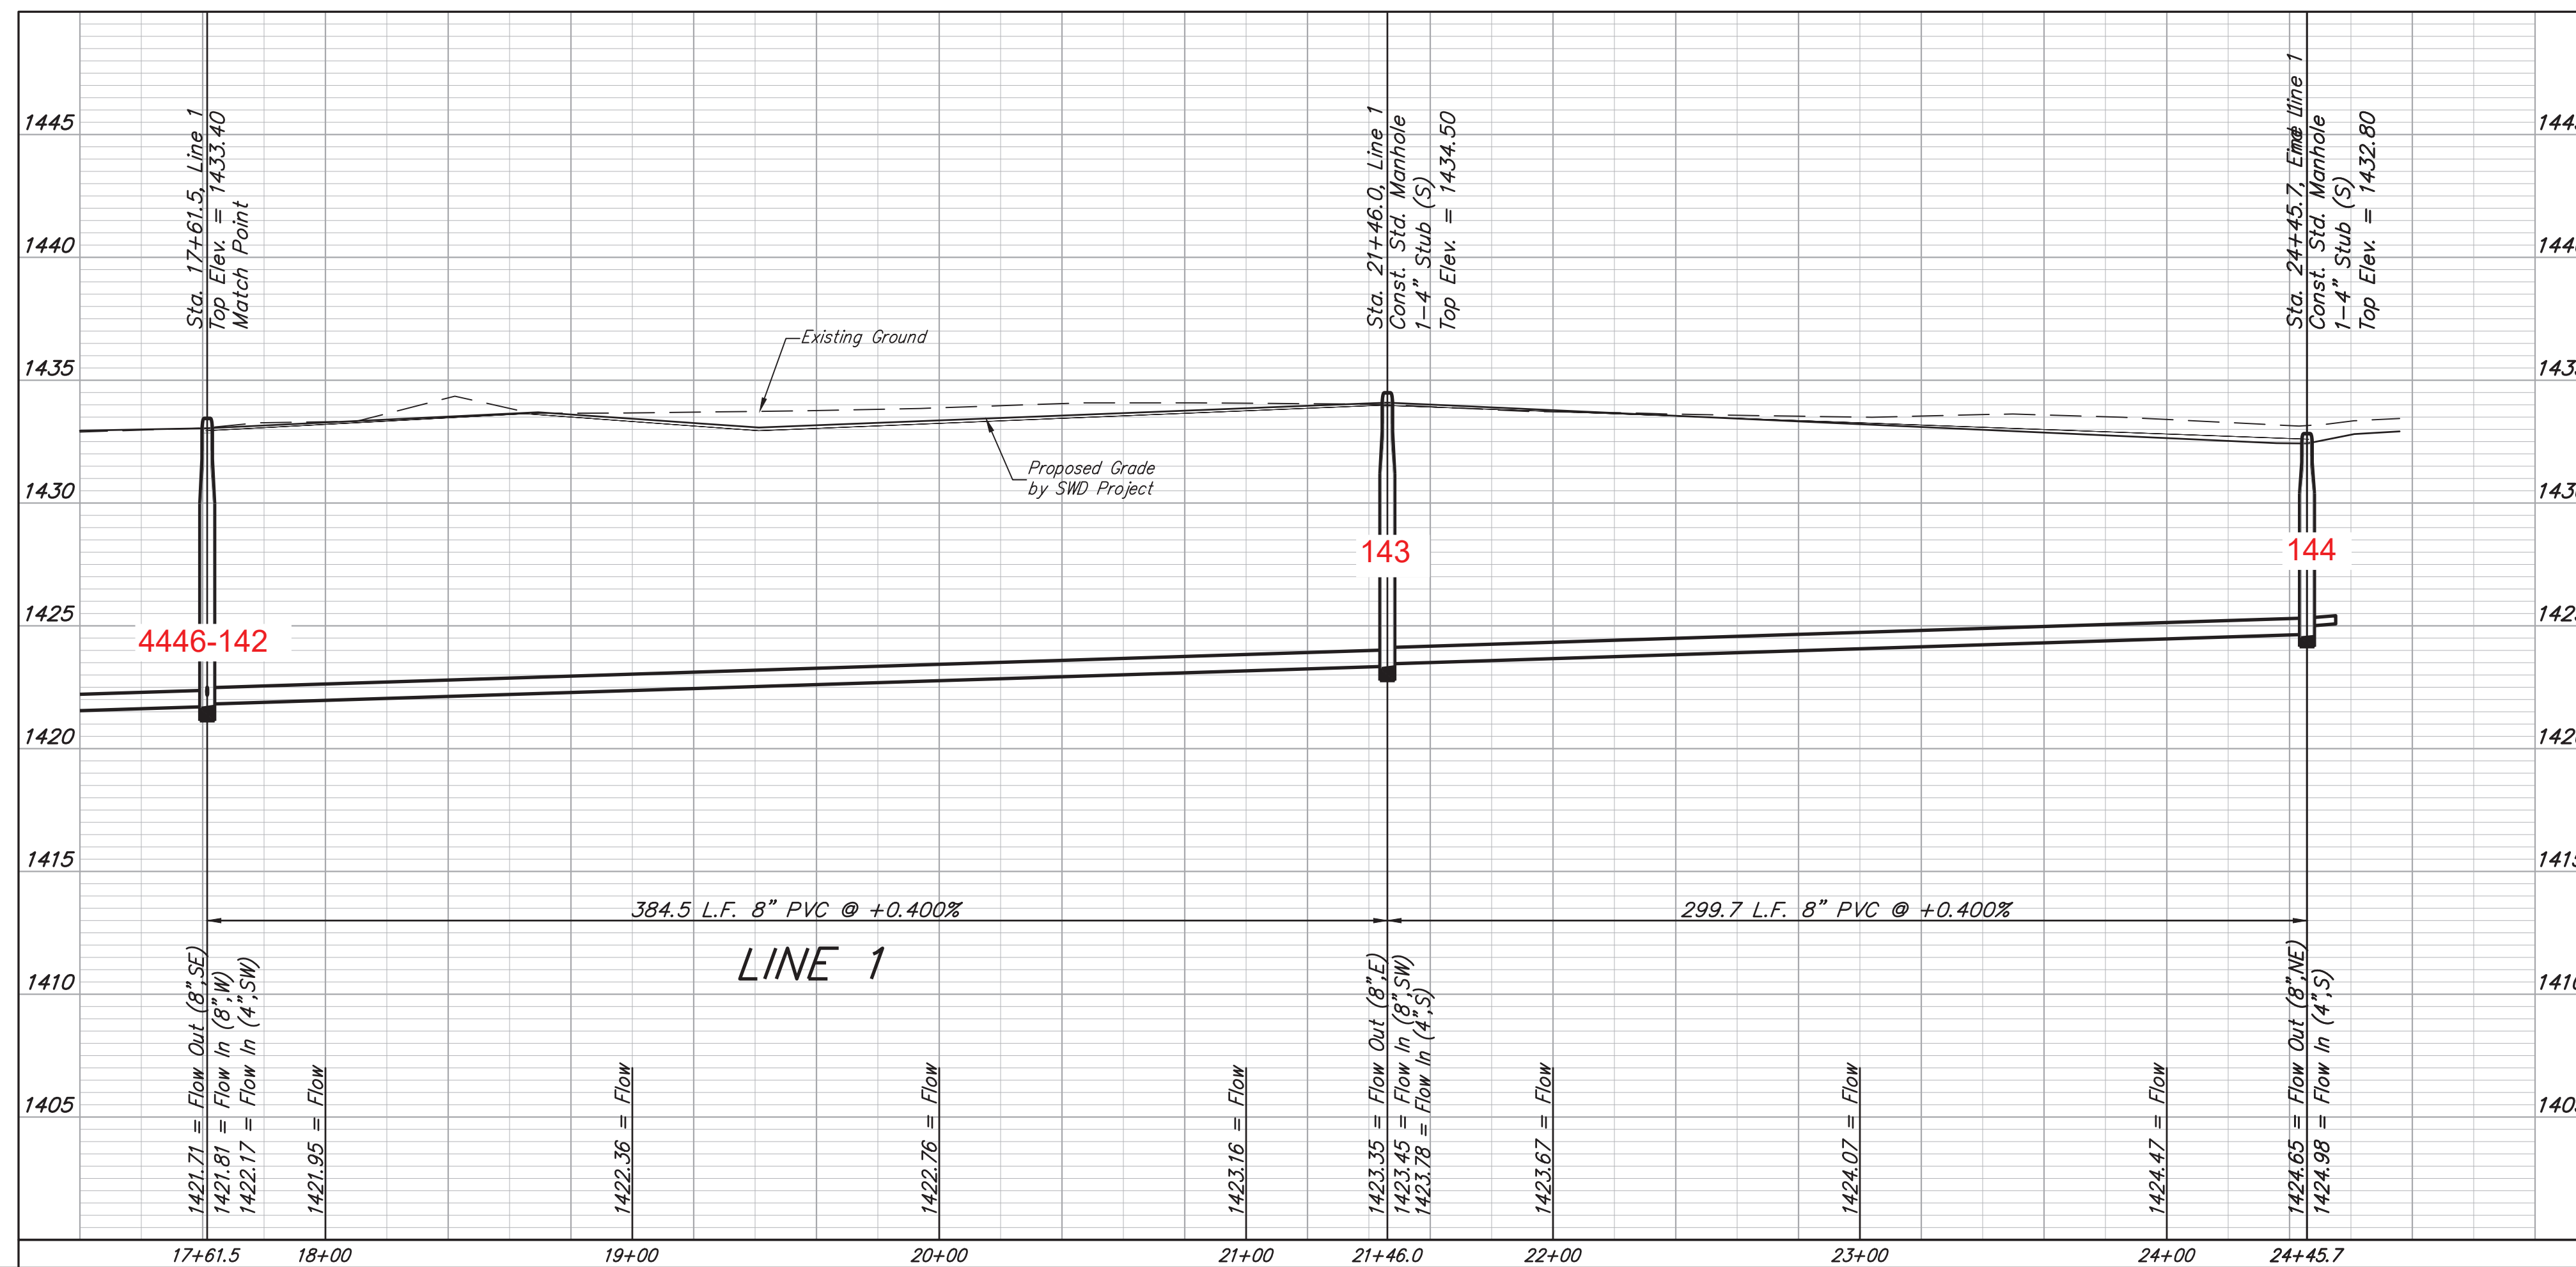 Sta. 17+61.5, Line 1
Top Elev. = 1433.40
Match Point
Sta. 21+46.0, Line 1
Const. Std. Manhole
1-4" Stub (S)
Top Elev. = 1434.50
Sta. 24+45.7, Line 1
Const. Std. Manhole
1-4" Stub (S)
Top Elev. = 1432.80
1445
1440
1435
1430
1425
1420
1415
1410
1405
Existing Ground
Proposed Grade
by SWD Project
4446-142
143
144
384.5 L.F. 8" PVC @ +0.400%
299.7 L.F. 8" PVC @ +0.400%
LINE 1
1421.71 = Flow Out (8",SE)
1421.81 = Flow In (8",W)
1422.17 = Flow In (4",SW)
1421.95 = Flow
1422.36 = Flow
1422.76 = Flow
1423.16 = Flow
1423.35 = Flow Out (8",E)
1423.45 = Flow In (8",SW)
1423.78 = Flow In (4",S)
1423.67 = Flow
1424.07 = Flow
1424.47 = Flow
1424.65 = Flow Out (8",NE)
1424.98 = Flow In (4",S)
17+61.5
18+00
19+00
20+00
21+00
21+46.0
22+00
23+00
24+00
24+45.7